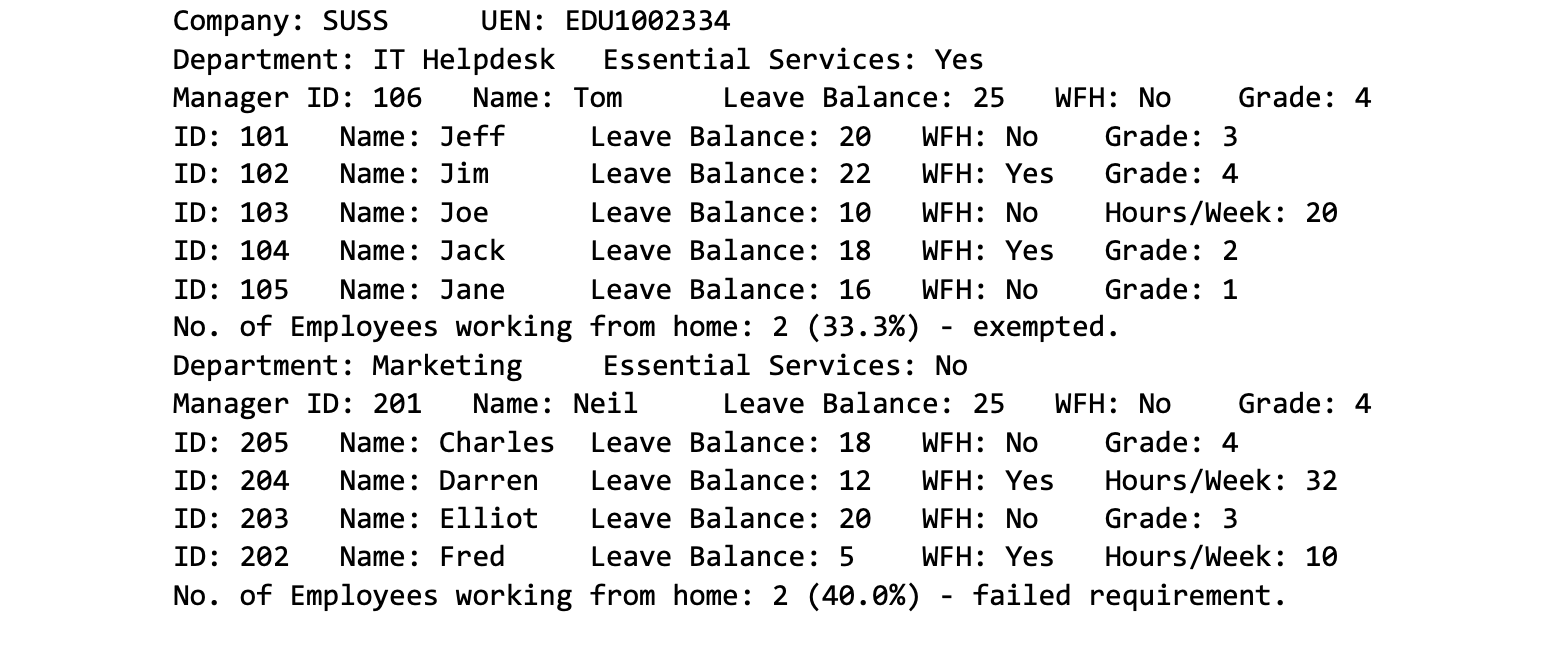 Company: SUSS     UEN: EDU1002334
Department: IT Helpdesk   Essential Services: Yes
Manager ID: 106   Name: Tom      Leave Balance: 25   WFH: No    Grade: 4
ID: 101   Name: Jeff     Leave Balance: 20   WFH: No    Grade: 3
ID: 102   Name: Jim      Leave Balance: 22   WFH: Yes   Grade: 4
ID: 103   Name: Joe      Leave Balance: 10   WFH: No    Hours/Week: 20
ID: 104   Name: Jack     Leave Balance: 18   WFH: Yes   Grade: 2
ID: 105   Name: Jane     Leave Balance: 16   WFH: No    Grade: 1
No. of Employees working from home: 2 (33.3%) - exempted.
Department: Marketing     Essential Services: No
Manager ID: 201   Name: Neil     Leave Balance: 25   WFH: No    Grade: 4
ID: 205   Name: Charles  Leave Balance: 18   WFH: No    Grade: 4
ID: 204   Name: Darren   Leave Balance: 12   WFH: Yes   Hours/Week: 32
ID: 203   Name: Elliot   Leave Balance: 20   WFH: No    Grade: 3
ID: 202   Name: Fred     Leave Balance: 5    WFH: Yes   Hours/Week: 10
No. of Employees working from home: 2 (40.0%) - failed requirement.